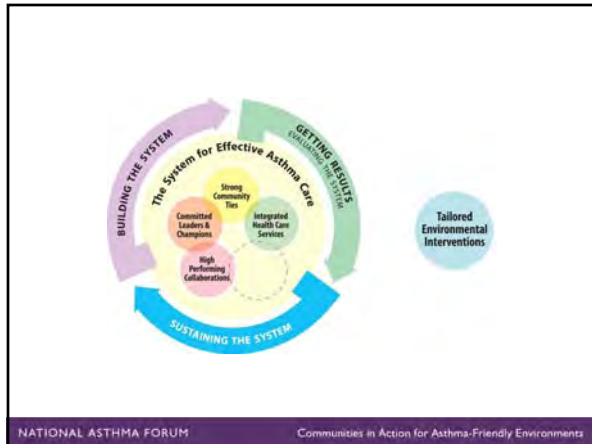 BUILDING THE SYSTEM
GETTING RESULTS
EVALUATING THE SYSTEM
SUSTAINING THE SYSTEM
The System for Effective Asthma Care
Strong
Community
Ties
Committed
Leaders &
Champions
Integrated
Health Care
Services
High
Performing
Collaborations
Tailored
Environmental
Interventions
NATIONAL ASTHMA FORUM
Communities in Action for Asthma-Friendly Environments